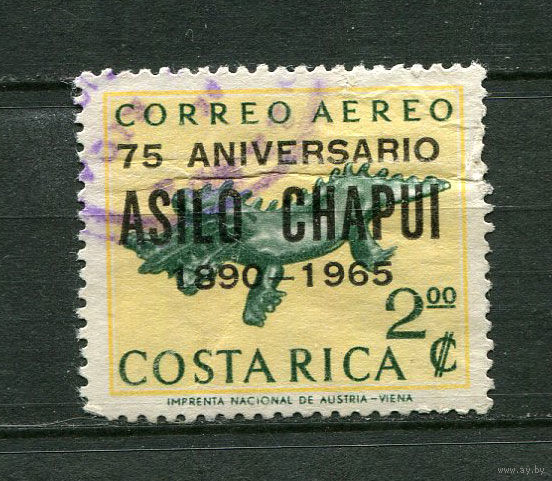 CORREO AEREO
75 ANIVERSARIO
ASILO CHAPUI
1890-1965
2.00
COSTA RICA ₡
IMPRENTA NACIONAL DE AUSTRIA-VIENA
www.ay.by